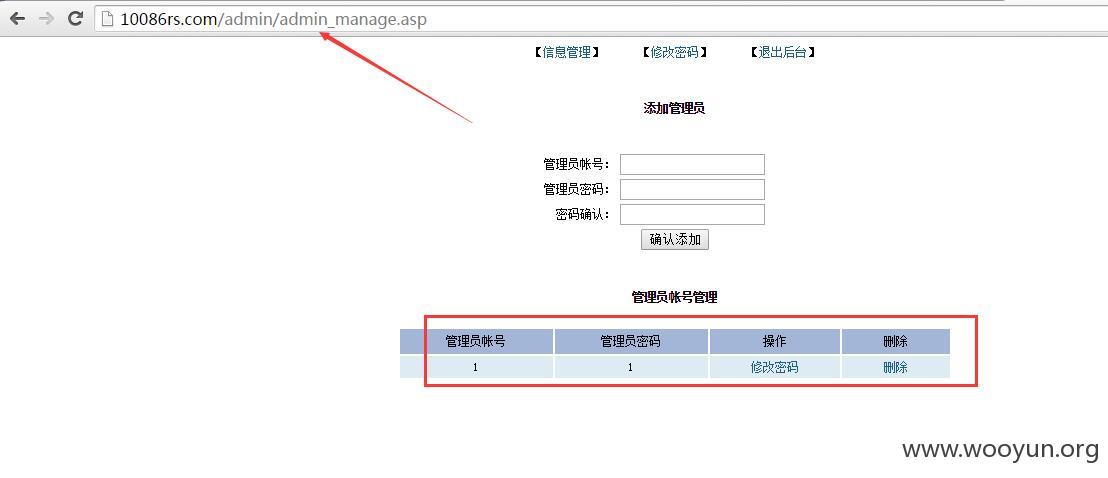 10086rs.com/admin/admin_manage.asp
【信息管理】 【修改密码】 【退出后台】
添加管理员
管理员帐号：
管理员密码：
密码确认：
确认添加
管理员帐号管理
管理员帐号 管理员密码 操作 删除
1 1 修改密码 删除
www.wooyun.org